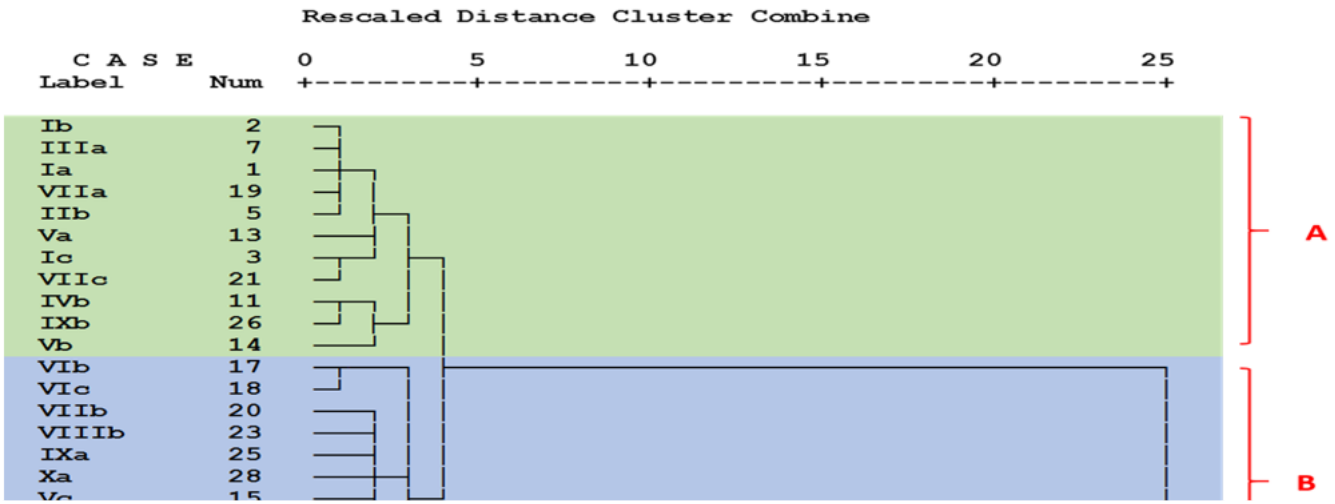 Rescaled Distance Cluster Combine
C A S E 0 5 10 15 20 25
Label Num +---------+---------+---------+---------+---------+
Ib 2
IIIa 7
Ia 1
VIIa 19
IIb 5
Va 13
A
Ic 3
VIIc 21
IVb 11
IXb 26
Vb 14
VIb 17
VIc 18
VIIb 20
VIIIb 23
IXa 25
Xa 28
B
Vc 15